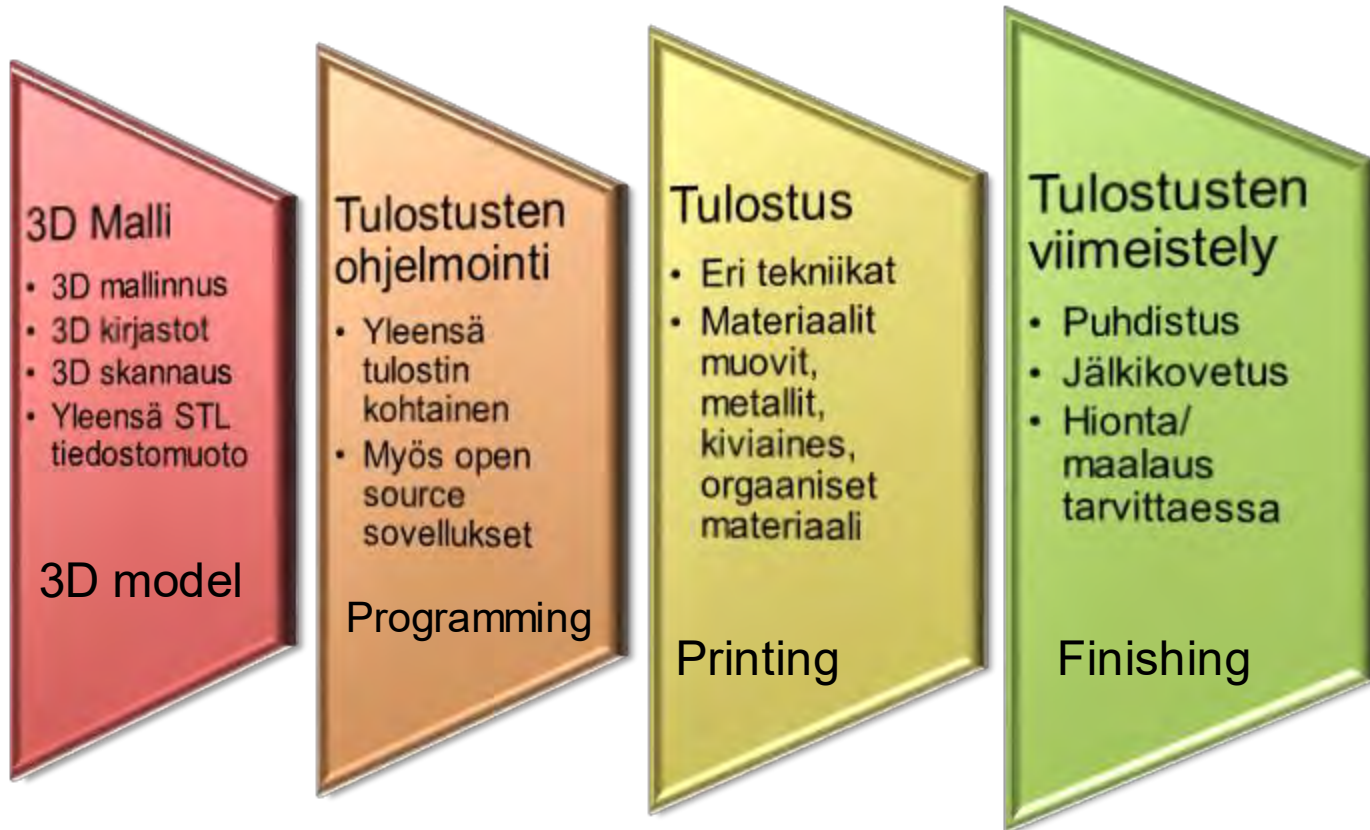 3D Malli
• 3D mallinnus
• 3D kirjastot
• 3D skannaus
• Yleensä STL
tiedostomuoto
3D model
Tulostusten
ohjelmointi
• Yleensä
tulostin
kohtainen
• Myös open
source
sovellukset
Programming
Tulostus
• Eri tekniikat
• Materiaalit
muovit,
metallit,
kiviaines,
orgaaniset
materiaali
Printing
Tulostusten
viimeistely
• Puhdistus
• Jälkikovetus
• Hionta/
maalaus
tarvittaessa
Finishing